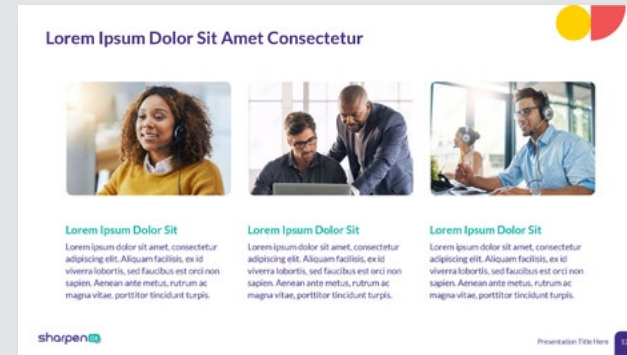 Lorem Ipsum Dolor Sit Amet Consectetur
Lorem Ipsum Dolor Sit
Lorem ipsum dolor sit amet, consectetur
adipiscing elit. Aliquam facilisis, ex id
viverra lobortis, sed faucibus est orci non
sapien. Aenean ante metus, rutrum ac
magna vitae, porttitor tincidunt turpis.
Lorem Ipsum Dolor Sit
Lorem ipsum dolor sit amet, consectetur
adipiscing elit. Aliquam facilisis, ex id
viverra lobortis, sed faucibus est orci non
sapien. Aenean ante metus, rutrum ac
magna vitae, porttitor tincidunt turpis.
Lorem Ipsum Dolor Sit
Lorem ipsum dolor sit amet, consectetur
adipiscing elit. Aliquam facilisis, ex id
viverra lobortis, sed faucibus est orci non
sapien. Aenean ante metus, rutrum ac
magna vitae, porttitor tincidunt turpis.
sharpen
Presentation Title Here